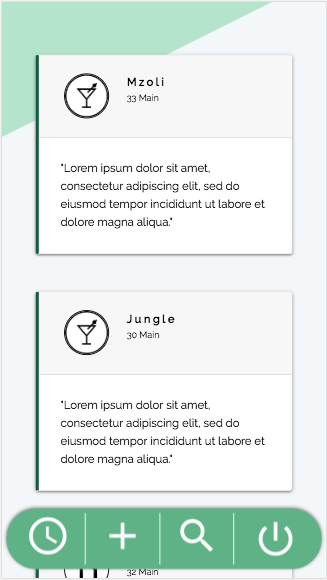 Mzoli
33 Main
"Lorem ipsum dolor sit amet,
consectetur adipiscing elit, sed do
eiusmod tempor incididunt ut labore et
dolore magna aliqua."
Jungle
30 Main
"Lorem ipsum dolor sit amet,
consectetur adipiscing elit, sed do
eiusmod tempor incididunt ut labore et
dolore magna aliqua."
32 Main